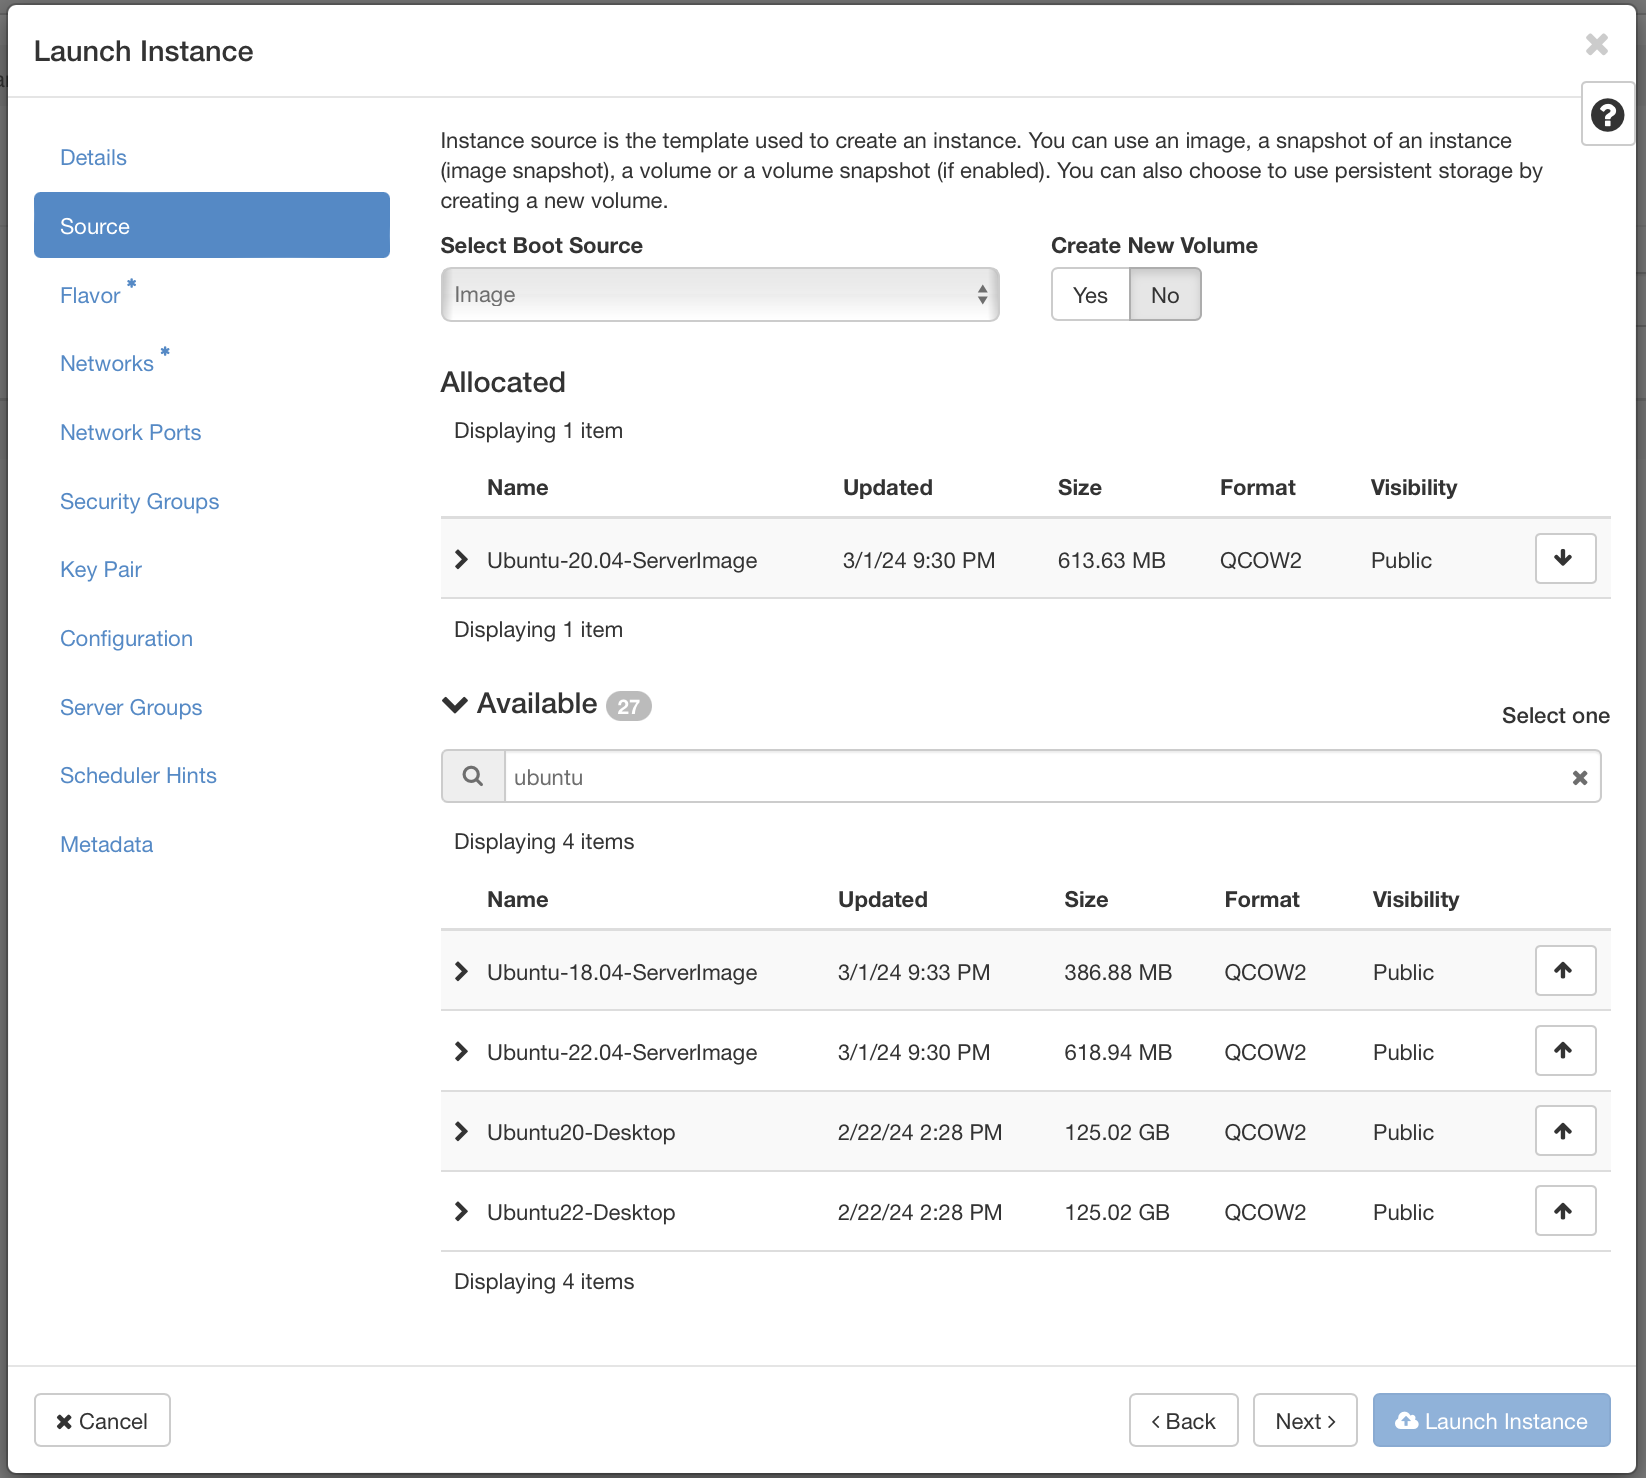 Launch Instance
Details
Source
Flavor *
Networks *
Network Ports
Security Groups
Key Pair
Configuration
Server Groups
Scheduler Hints
Metadata
Instance source is the template used to create an instance. You can use an image, a snapshot of an instance
(image snapshot), a volume or a volume snapshot (if enabled). You can also choose to use persistent storage by
creating a new volume.
Select Boot Source
Image
Create New Volume
Yes No
Allocated
Displaying 1 item
Name Updated Size Format Visibility
Ubuntu-20.04-ServerImage 3/1/24 9:30 PM 613.63 MB QCOW2 Public
Displaying 1 item
Available 27
Select one
ubuntu
Displaying 4 items
Name Updated Size Format Visibility
Ubuntu-18.04-ServerImage 3/1/24 9:33 PM 386.88 MB QCOW2 Public
Ubuntu-22.04-ServerImage 3/1/24 9:30 PM 618.94 MB QCOW2 Public
Ubuntu20-Desktop 2/22/24 2:28 PM 125.02 GB QCOW2 Public
Ubuntu22-Desktop 2/22/24 2:28 PM 125.02 GB QCOW2 Public
Displaying 4 items
Cancel
‹ Back
Next ›
Launch Instance